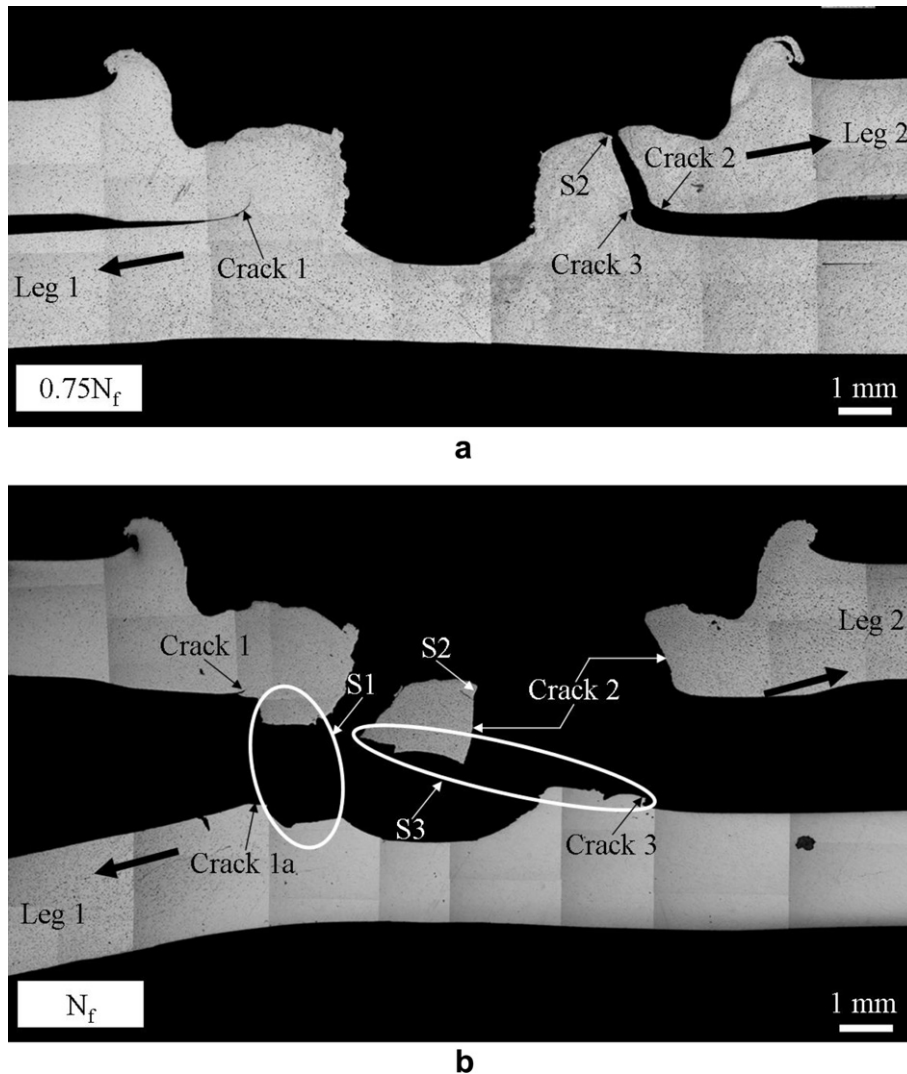 Leg 2
Crack 2
S2
Crack 1
Crack 3
Leg 1
0.75N_f
1 mm
a
Crack 1
S1
S2
Crack 2
Leg 2
S3
Crack 3
Crack 1a
Leg 1
N_f
1 mm
b